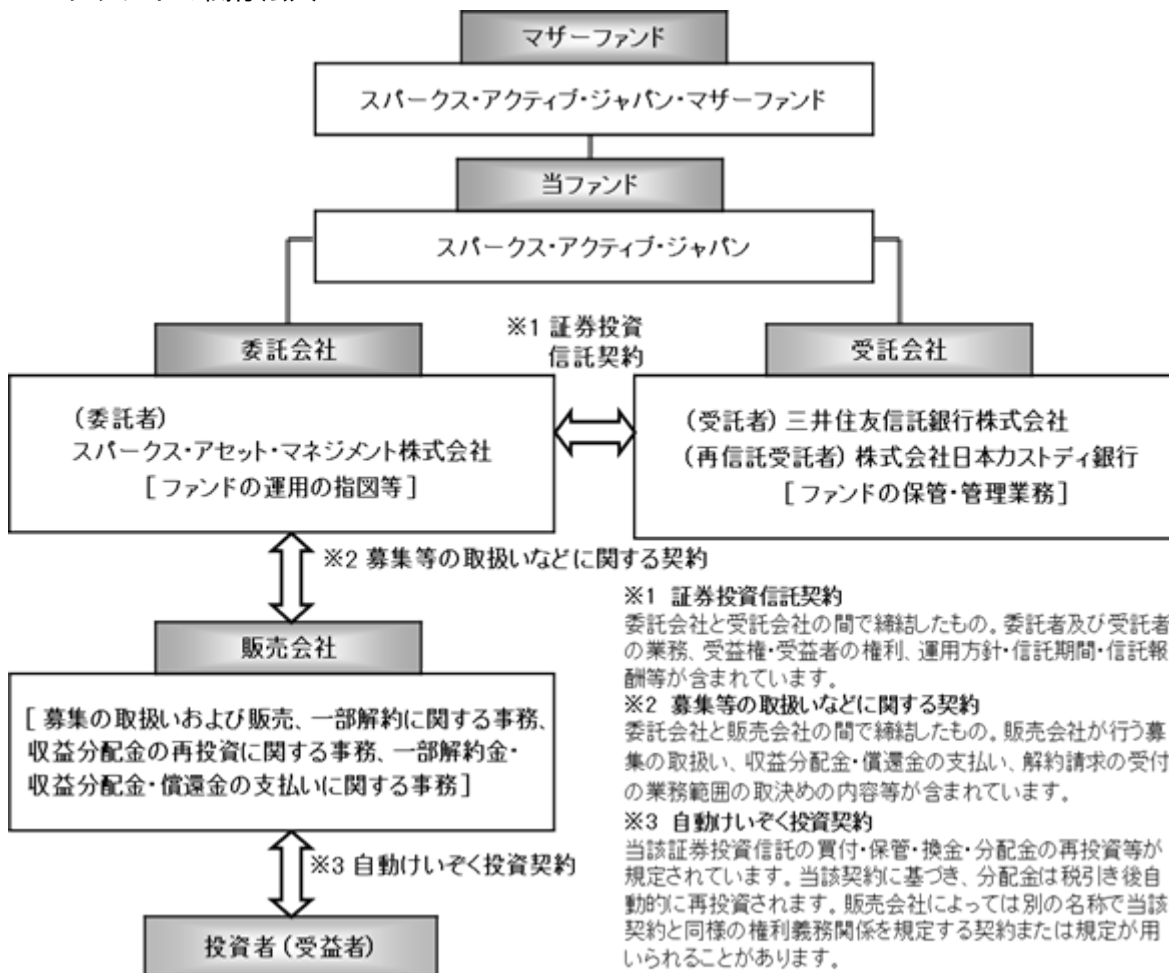 マザーファンド
スパークス・アクティブ・ジャパン・マザーファンド
当ファンド
スパークス・アクティブ・ジャパン
委託会社
※1 証券投資
信託契約
受託会社
(委託者)
スパークス・アセット・マネジメント株式会社
[ファンドの運用の指図等]
(受託者) 三井住友信託銀行株式会社
(再信託受託者) 株式会社日本カストディ銀行
[ファンドの保管・管理業務]
※2 募集等の取扱いなどに関する契約
販売会社
[募集の取扱いおよび販売、一部解約に関する事務、
収益分配金の再投資に関する事務、一部解約金・
収益分配金・償還金の支払いに関する事務]
※3 自動けいぞく投資契約
投資者(受益者)
※1 証券投資信託契約
委託会社と受託会社の間で締結したもの。委託者及び受託者
の業務、受益権・受益者の権利、運用方針・信託期間・信託報
酬等が含まれています。
※2 募集等の取扱いなどに関する契約
委託会社と販売会社の間で締結したもの。販売会社が行う募
集の取扱い、収益分配金・償還金の支払い、解約請求の受付
の業務範囲の取決めの内容等が含まれています。
※3 自動けいぞく投資契約
当該証券投資信託の買付・保管・換金・分配金の再投資等が
規定されています。当該契約に基づき、分配金は税引き後自
動的に再投資されます。販売会社によっては別の名称で当該
契約と同様の権利義務関係を規定する契約または規定が用
いられることがあります。